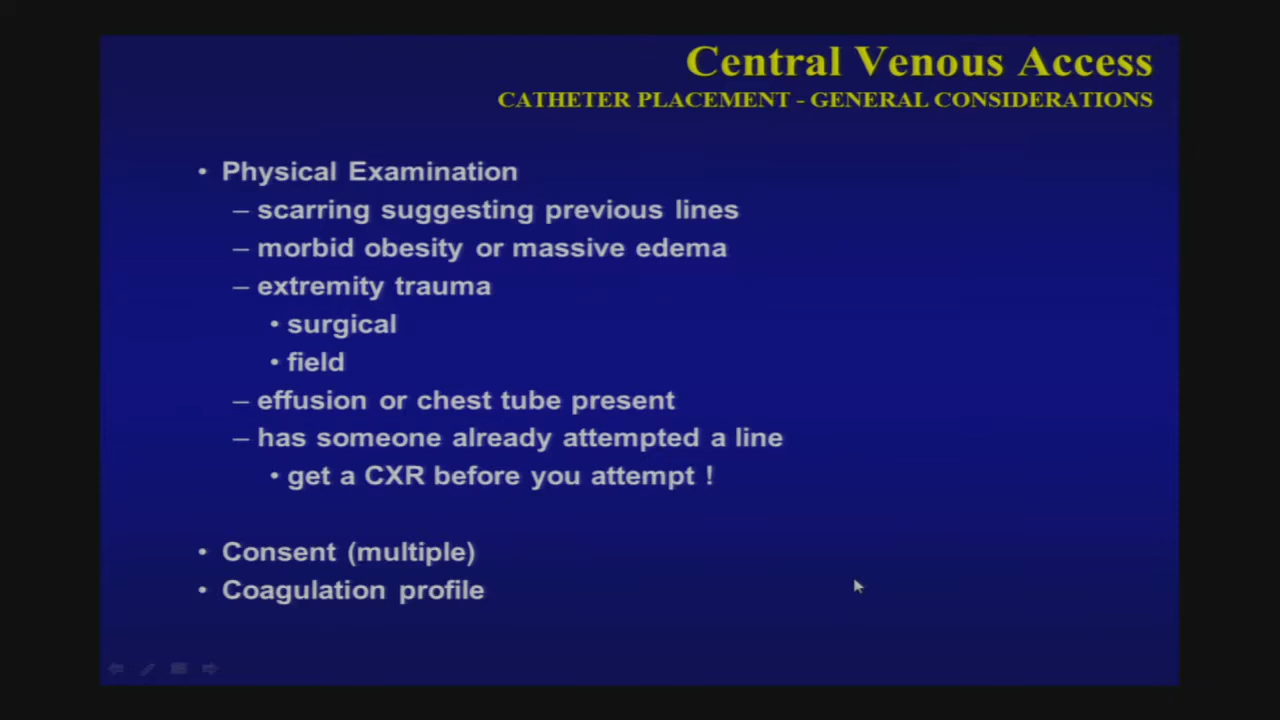 Central Venous Access
CATHETER PLACEMENT - GENERAL CONSIDERATIONS
• Physical Examination
– scarring suggesting previous lines
– morbid obesity or massive edema
– extremity trauma
• surgical
• field
– effusion or chest tube present
– has someone already attempted a line
• get a CXR before you attempt !
• Consent (multiple)
• Coagulation profile